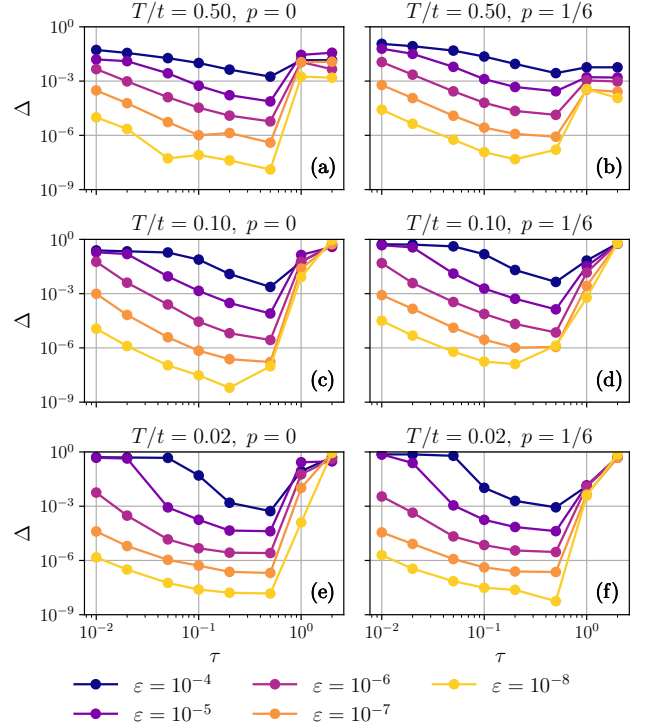 T/t = 0.50, p = 0
T/t = 0.50, p = 1/6
10^0
10^{-3}
10^{-6}
10^{-9}
Δ
(a)
(b)
T/t = 0.10, p = 0
T/t = 0.10, p = 1/6
10^0
10^{-3}
10^{-6}
10^{-9}
Δ
(c)
(d)
T/t = 0.02, p = 0
T/t = 0.02, p = 1/6
10^0
10^{-3}
10^{-6}
10^{-9}
Δ
(e)
(f)
10^{-2} 10^{-1} 10^0
10^{-2} 10^{-1} 10^0
τ
τ
ε = 10^{-4}
ε = 10^{-6}
ε = 10^{-8}
ε = 10^{-5}
ε = 10^{-7}